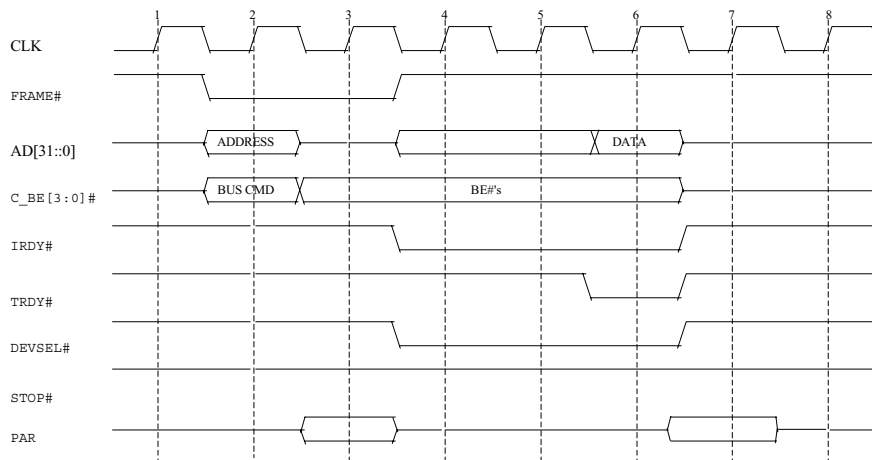 1 2 3 4 5 6 7 8
CLK
FRAME#
AD[31::0] ADDRESS DATA
C_BE[3:0]# BUS CMD BE#'s
IRDY#
TRDY#
DEVSEL#
STOP#
PAR